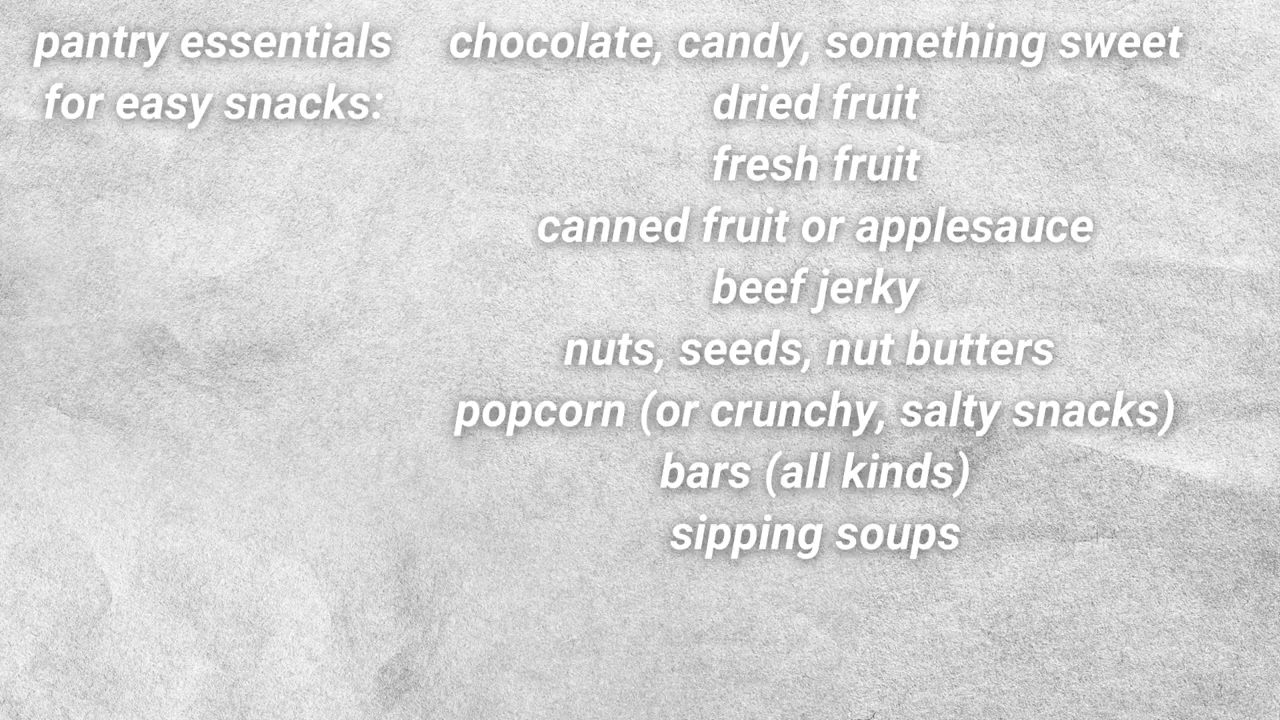 pantry essentials
for easy snacks:
chocolate, candy, something sweet
dried fruit
fresh fruit
canned fruit or applesauce
beef jerky
nuts, seeds, nut butters
popcorn (or crunchy, salty snacks)
bars (all kinds)
sipping soups